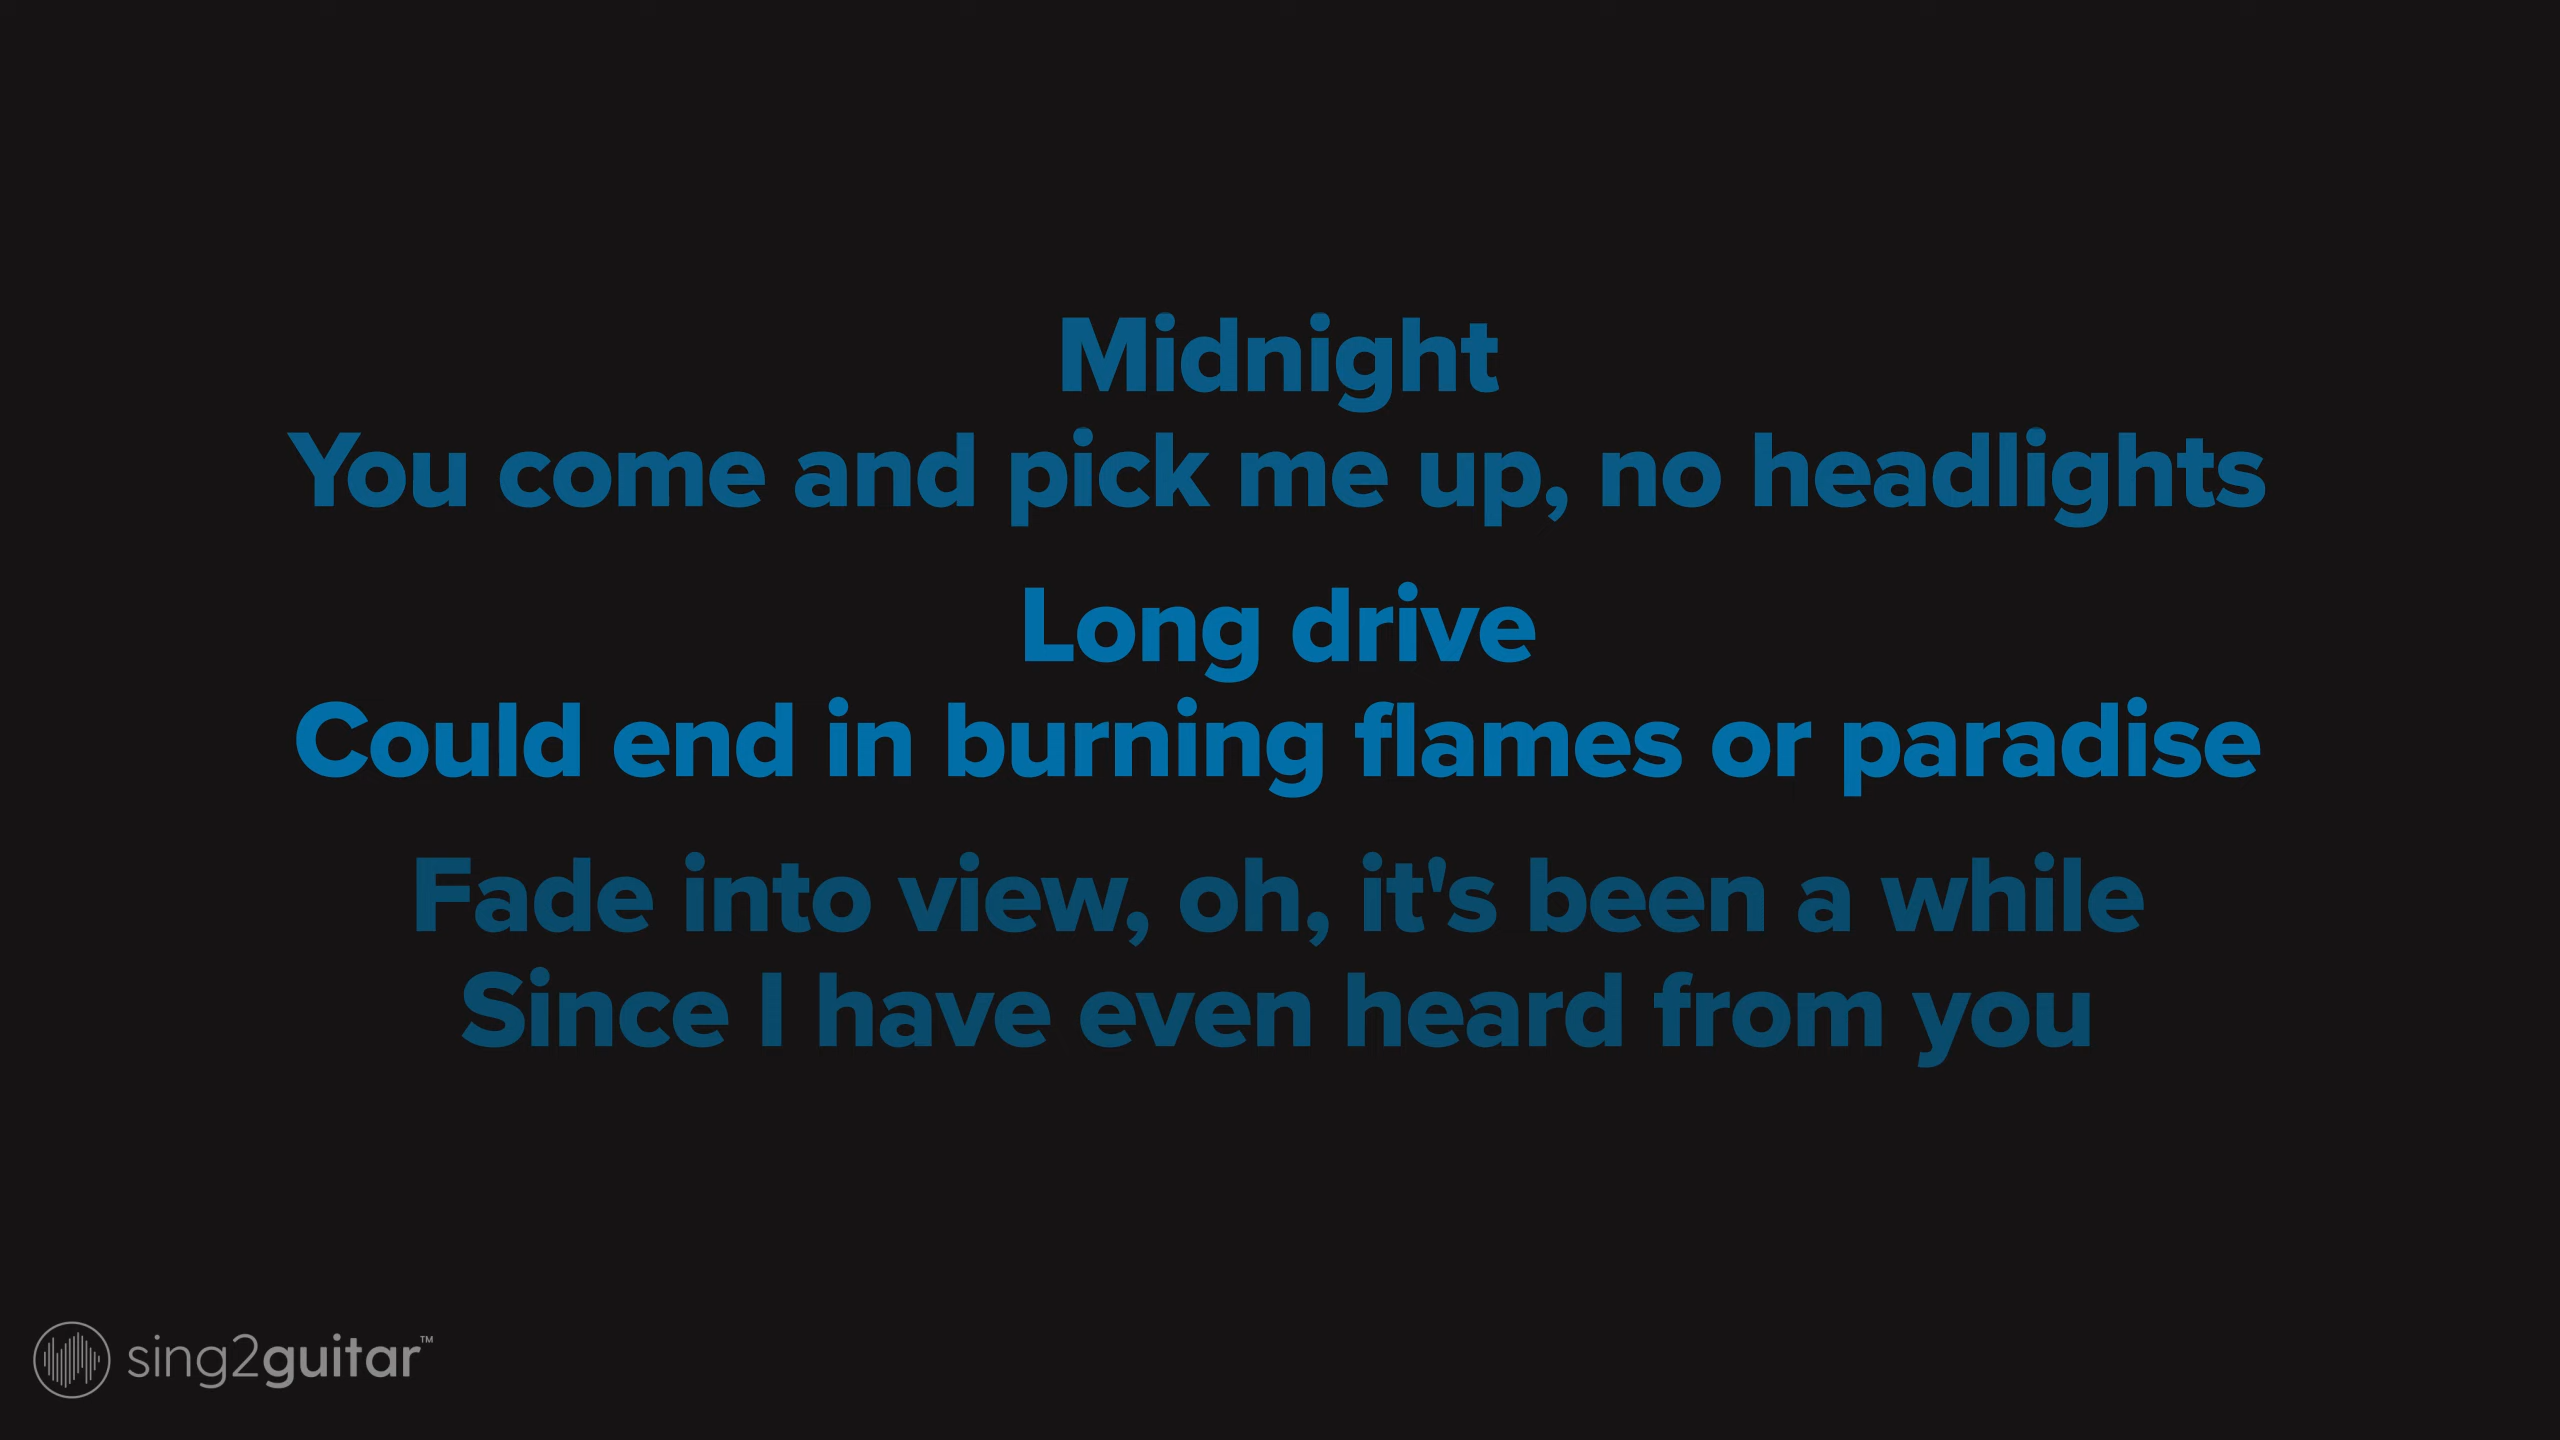 Midnight
You come and pick me up, no headlights
Long drive
Could end in burning flames or paradise
Fade into view, oh, it's been a while
Since I have even heard from you
sing2guitar™